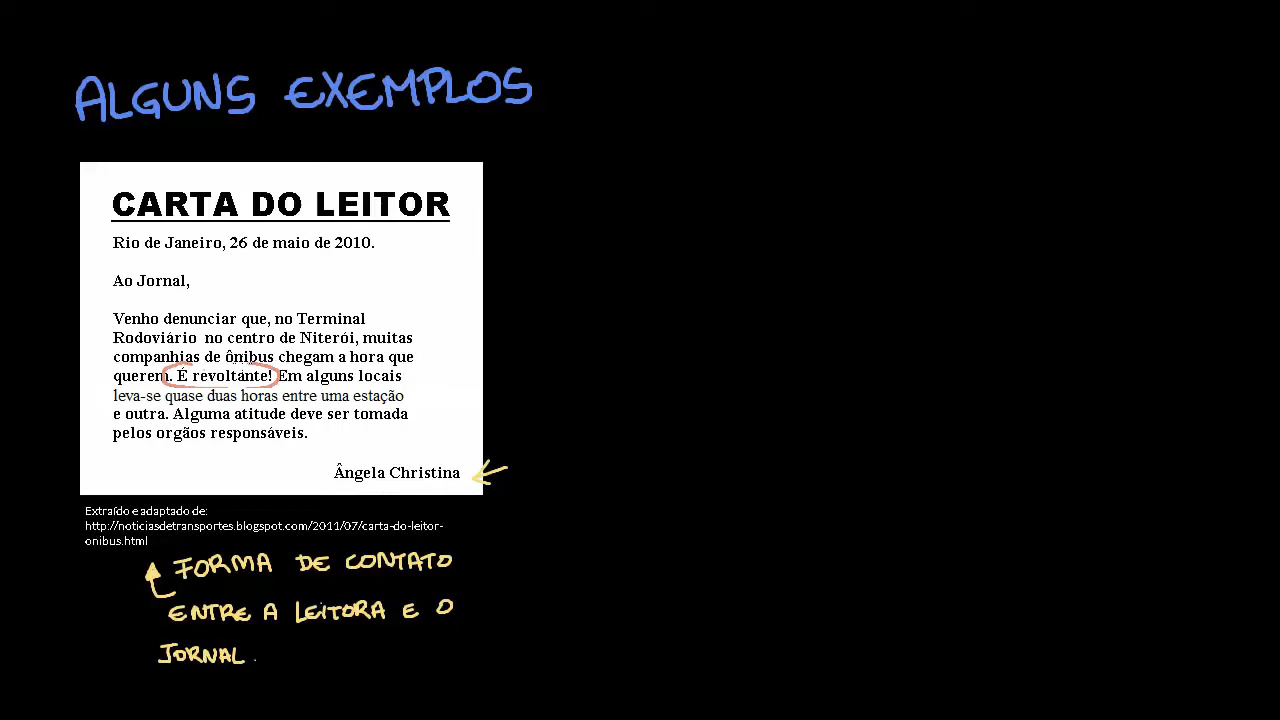 ALGUNS EXEMPLOS
CARTA DO LEITOR
Rio de Janeiro, 26 de maio de 2010.
Ao Jornal,
Venho denunciar que, no Terminal
Rodoviário no centro de Niterói, muitas
companhias de ônibus chegam a hora que
querem. É revoltante! Em alguns locais
leva-se quase duas horas entre uma estação
e outra. Alguma atitude deve ser tomada
pelos orgãos responsáveis.
Ângela Christina
Extraído e adaptado de:
http://noticiasdetransportes.blogspot.com/2011/07/carta-do-leitor-
onibus.html
FORMA DE CONTATO
ENTRE A LEITORA E O
JORNAL.